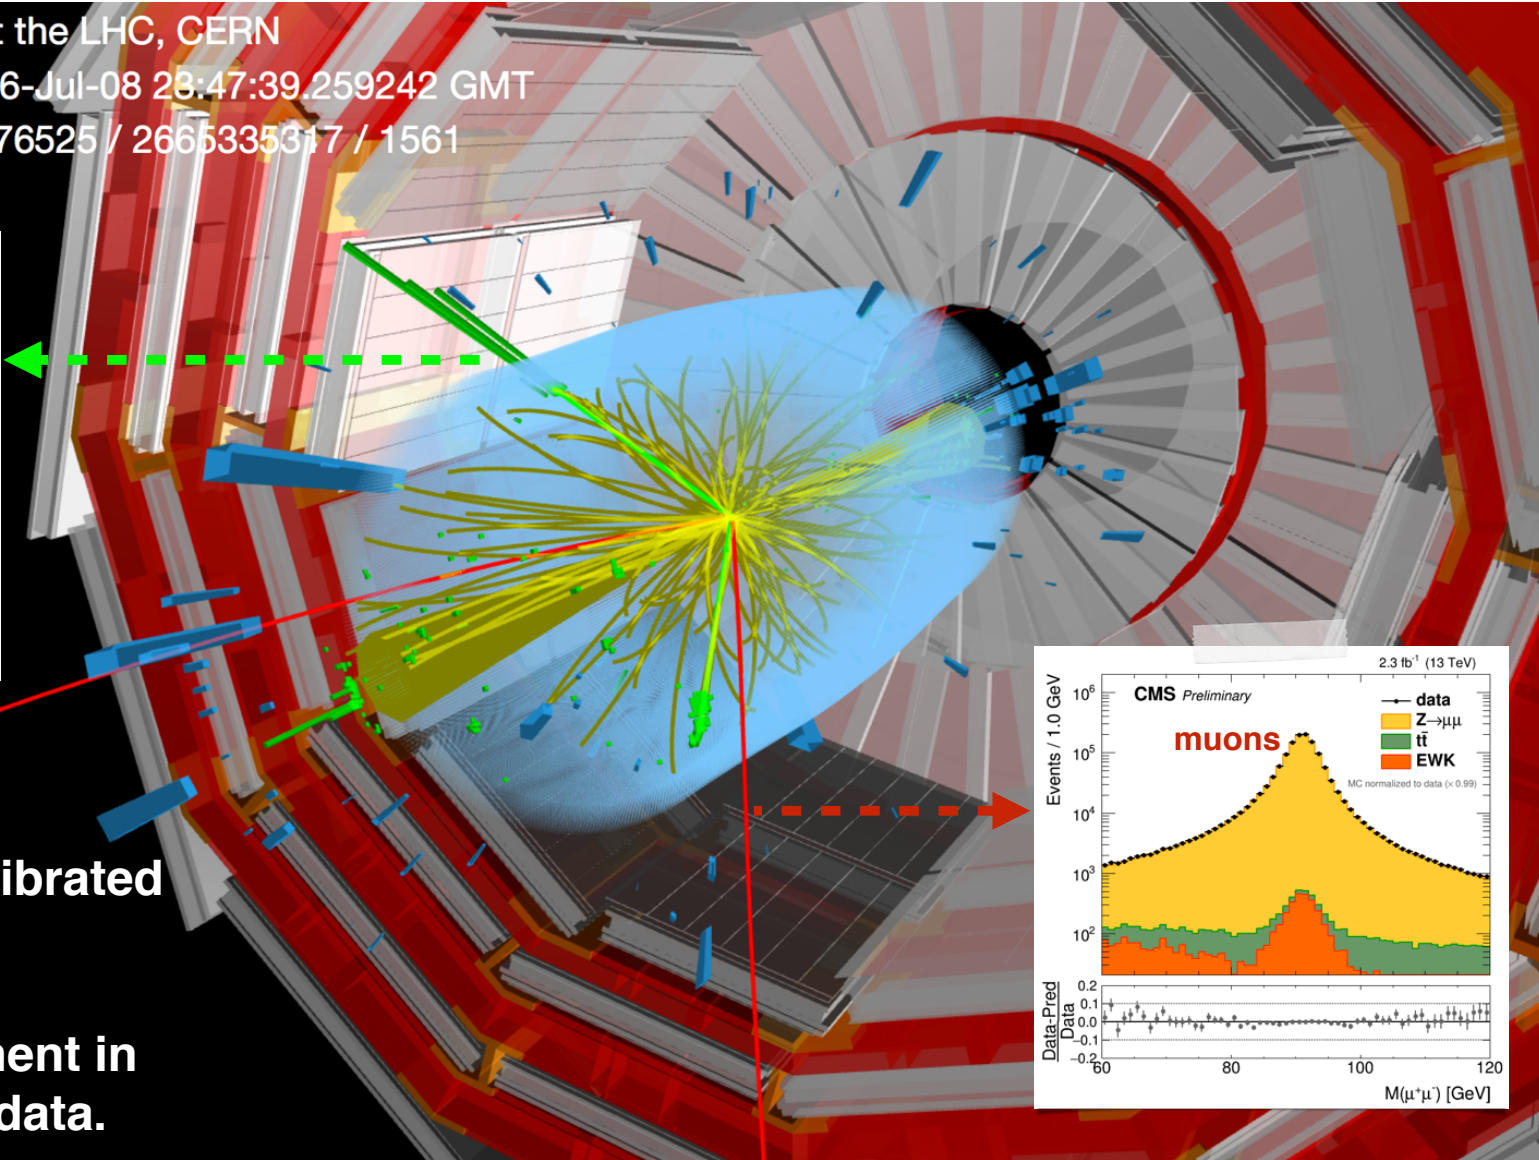 t the LHC, CERN
6-Jul-08 23:47:39.259242 GMT
76525 / 2665335317 / 1561
ibrated
nent in
data.
2.3 fb⁻¹ (13 TeV)
CMS Preliminary
muons
data
Z→μμ
tt̄
EWK
MC normalized to data (× 0.99)
Events / 1.0 GeV
10⁶
10⁵
10⁴
10³
10²
Data-Pred
Data
0.2
0.1
0.0
−0.1
−0.2
60 80 100 120
M(μ⁺μ⁻) [GeV]